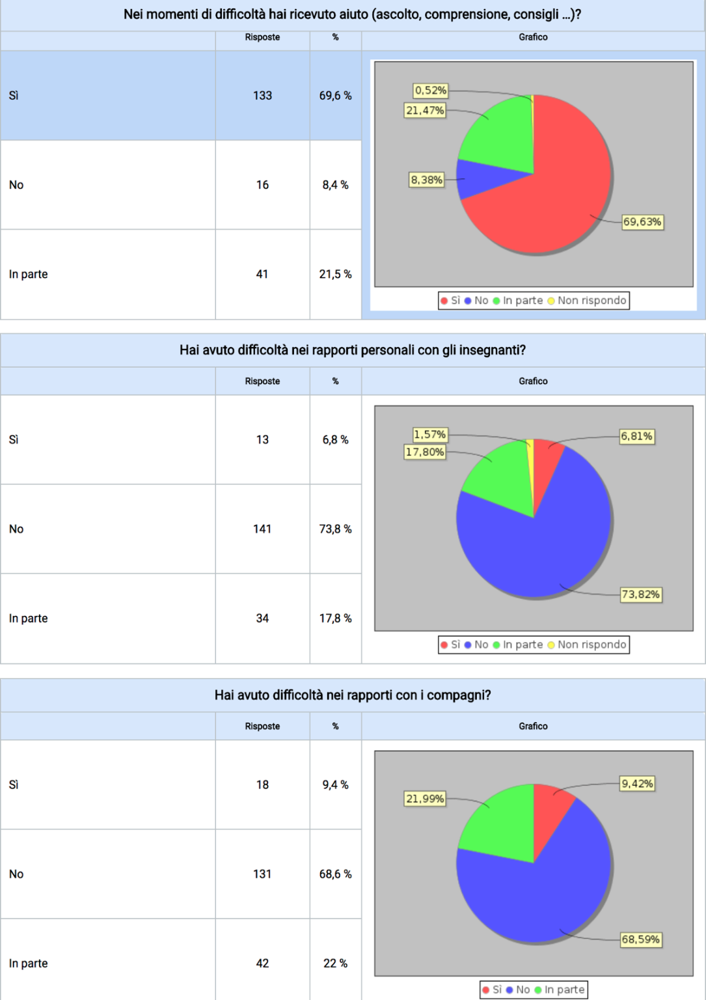 Nei momenti di difficoltà hai ricevuto aiuto (ascolto, comprensione, consigli ...)?
Risposte % Grafico
Sì 133 69,6 %
No 16 8,4 %
In parte 41 21,5 %
0,52%
21,47%
8,38%
69,63%
Sì No In parte Non rispondo
Hai avuto difficoltà nei rapporti personali con gli insegnanti?
Risposte % Grafico
Sì 13 6,8 %
No 141 73,8 %
In parte 34 17,8 %
1,57%
6,81%
17,80%
73,82%
Sì No In parte Non rispondo
Hai avuto difficoltà nei rapporti con i compagni?
Risposte % Grafico
Sì 18 9,4 %
No 131 68,6 %
In parte 42 22 %
9,42%
21,99%
68,59%
Sì No In parte